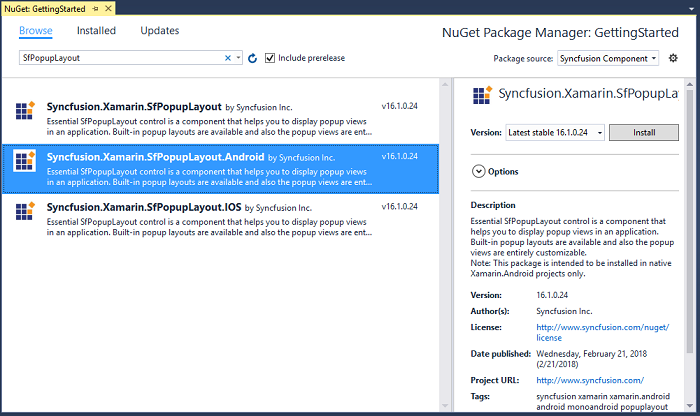 NuGet: GettingStarted
Browse Installed Updates NuGet Package Manager: GettingStarted
SfPopupLayout Include prerelease Package source: Syncfusion Component
Syncfusion.Xamarin.SfPopupLayout by Syncfusion Inc. v16.1.0.24
Essential SfPopupLayout control is a component that helps you to display popup views
in an application. Built-in popup layouts are available and also the popup views are ent...
Syncfusion.Xamarin.SfPopupLayout.Android by Syncfusion Inc. v16.1.0.24
Essential SfPopupLayout control is a component that helps you to display popup views
in an application. Built-in popup layouts are available and also the popup views are ent...
Syncfusion.Xamarin.SfPopupLayout.IOS by Syncfusion Inc. v16.1.0.24
Essential SfPopupLayout control is a component that helps you to display popup views
in an application. Built-in popup layouts are available and also the popup views are ent...
Syncfusion.Xamarin.SfPopupLa
Version: Latest stable 16.1.0.24 Install
Options
Description
Essential SfPopupLayout control is a component that
helps you to display popup views in an application.
Built-in popup layouts are available and also the popup
views are entirely customizable.
Note: This package is intended to be installed in native
Xamarin.Android projects only.
Version: 16.1.0.24
Author(s): Syncfusion Inc.
License: http://www.syncfusion.com/nuget/
license
Date published: Wednesday, February 21, 2018
(2/21/2018)
Project URL: http://www.syncfusion.com/
Tags: syncfusion xamarin xamarin.android
android monoandroid popuplayout